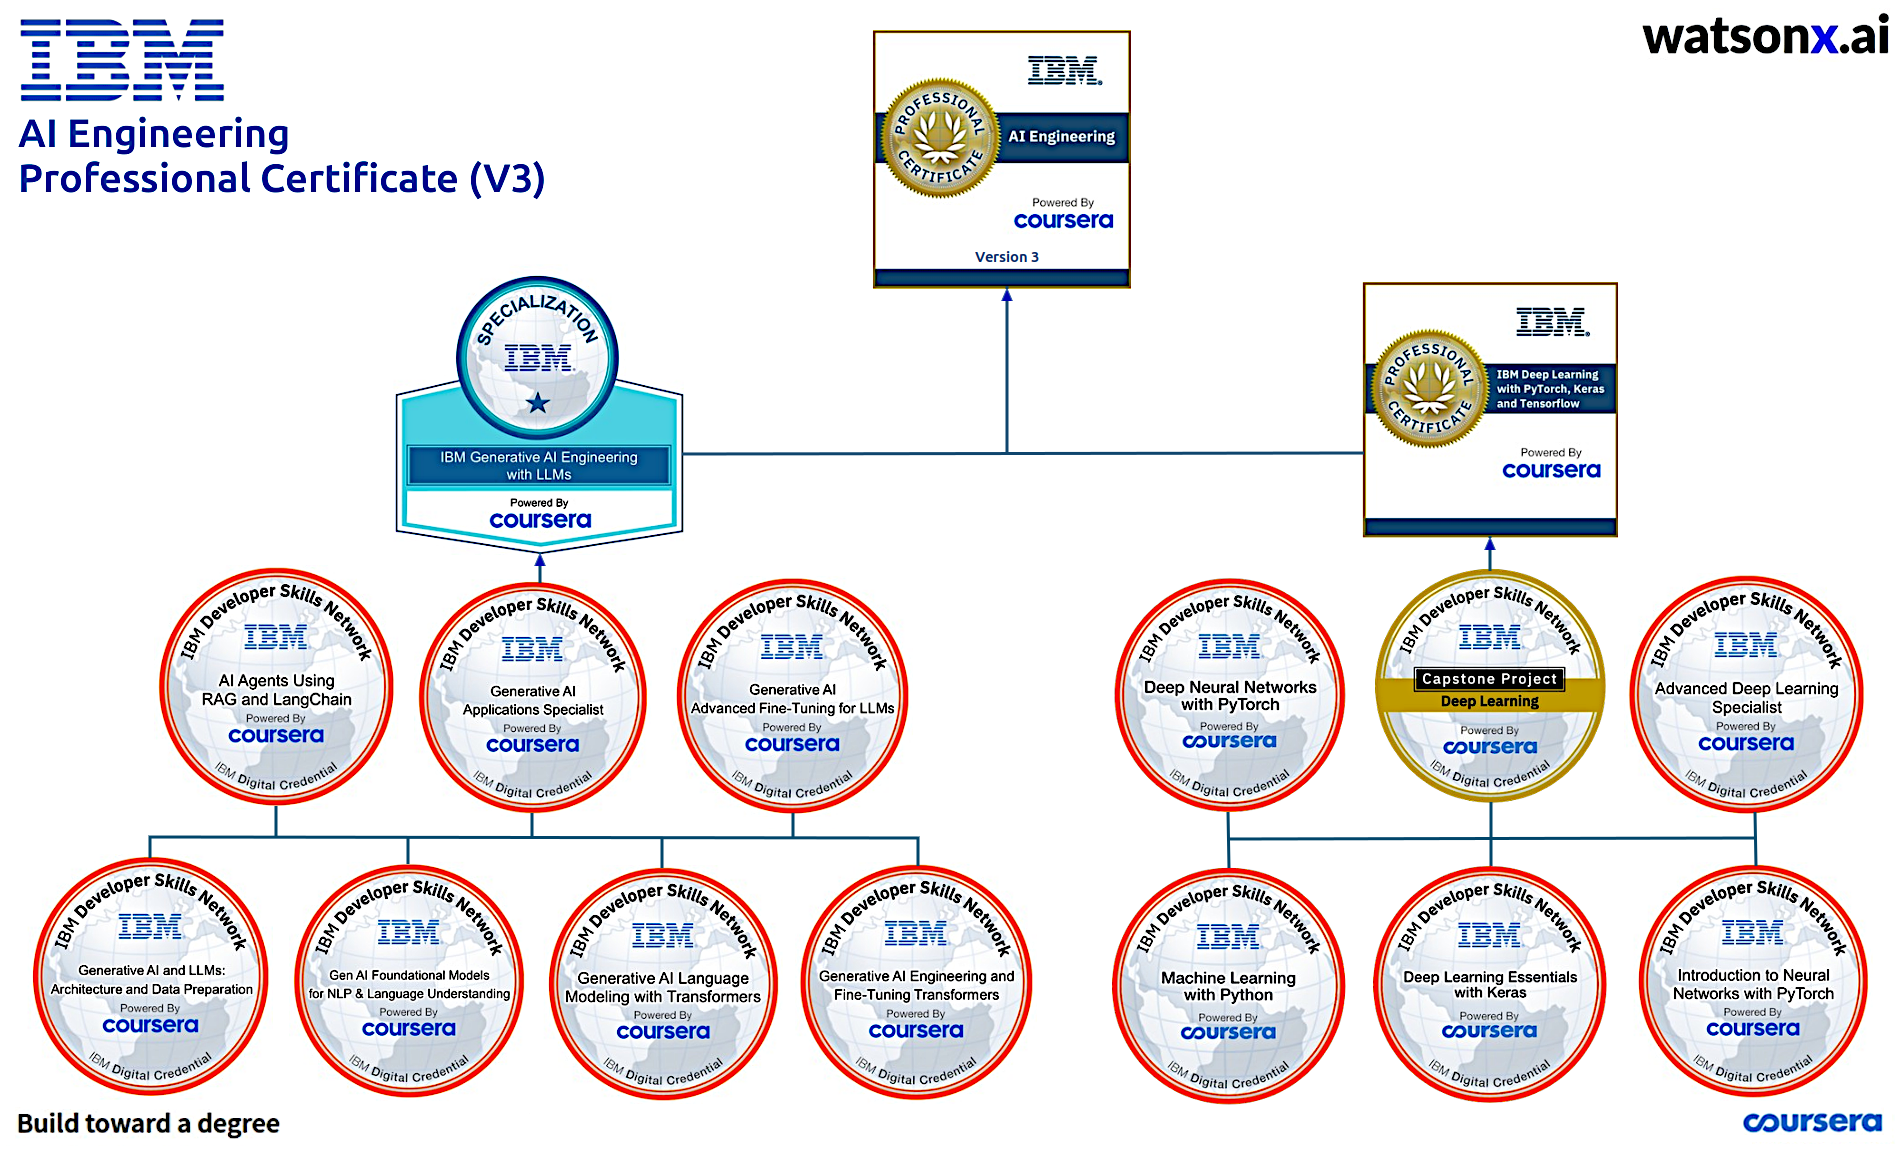 IBM
AI Engineering
Professional Certificate (V3)
watsonx.ai
IBM
PROFESSIONAL CERTIFICATE
AI Engineering
Powered By
coursera
Version 3
SPECIALIZATION
IBM
IBM Generative AI Engineering
with LLMs
Powered By
coursera
IBM
PROFESSIONAL CERTIFICATE
IBM Deep Learning
with PyTorch, Keras
and Tensorflow
Powered By
coursera
IBM Developer Skills Network
IBM
AI Agents Using
RAG and LangChain
Powered By
coursera
IBM Digital Credential
IBM Developer Skills Network
IBM
Generative AI
Applications Specialist
Powered By
coursera
IBM Digital Credential
IBM Developer Skills Network
IBM
Generative AI
Advanced Fine-Tuning for LLMs
Powered By
coursera
IBM Digital Credential
IBM Developer Skills Network
IBM
Deep Neural Networks
with PyTorch
Powered By
coursera
IBM Digital Credential
IBM Developer Skills Network
IBM
Capstone Project
Deep Learning
Powered By
coursera
IBM Digital Credential
IBM Developer Skills Network
IBM
Advanced Deep Learning
Specialist
Powered By
coursera
IBM Digital Credential
IBM Developer Skills Network
IBM
Generative AI and LLMs:
Architecture and Data Preparation
Powered By
coursera
IBM Digital Credential
IBM Developer Skills Network
IBM
Gen AI Foundational Models
for NLP & Language Understanding
Powered By
coursera
IBM Digital Credential
IBM Developer Skills Network
IBM
Generative AI Language
Modeling with Transformers
Powered By
coursera
IBM Digital Credential
IBM Developer Skills Network
IBM
Generative AI Engineering and
Fine-Tuning Transformers
Powered By
coursera
IBM Digital Credential
IBM Developer Skills Network
IBM
Machine Learning
with Python
Powered By
coursera
IBM Digital Credential
IBM Developer Skills Network
IBM
Deep Learning Essentials
with Keras
Powered By
coursera
IBM Digital Credential
IBM Developer Skills Network
IBM
Introduction to Neural
Networks with PyTorch
Powered By
coursera
IBM Digital Credential
Build toward a degree
coursera